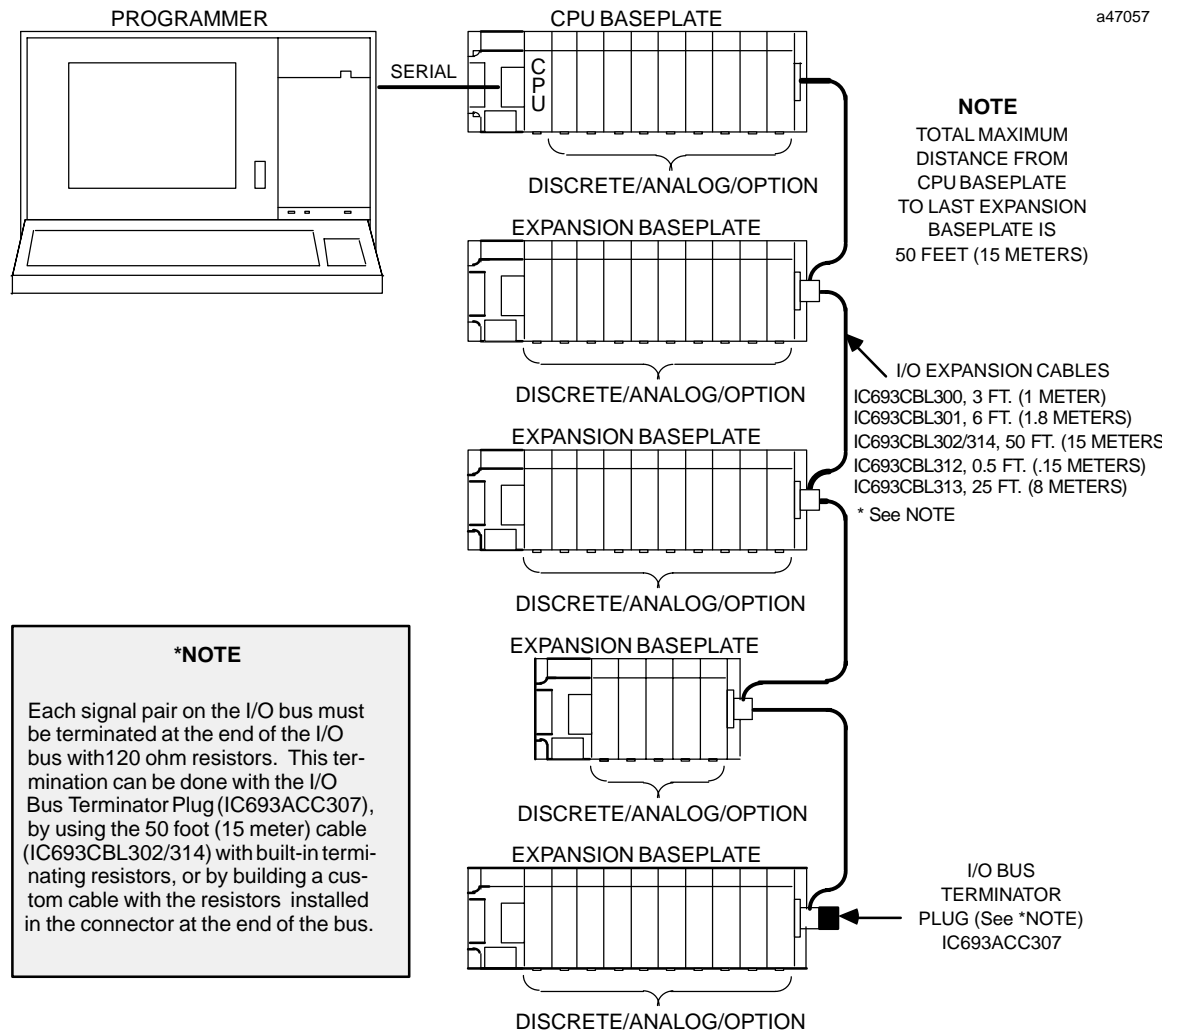 PROGRAMMER
CPU BASEPLATE
a47057
SERIAL
C
P
U
DISCRETE/ANALOG/OPTION
NOTE
TOTAL MAXIMUM
DISTANCE FROM
CPU BASEPLATE
TO LAST EXPANSION
BASEPLATE IS
50 FEET (15 METERS)
EXPANSION BASEPLATE
DISCRETE/ANALOG/OPTION
I/O EXPANSION CABLES
IC693CBL300, 3 FT. (1 METER)
IC693CBL301, 6 FT. (1.8 METERS)
IC693CBL302/314, 50 FT. (15 METERS
IC693CBL312, 0.5 FT. (.15 METERS)
IC693CBL313, 25 FT. (8 METERS)
* See NOTE
EXPANSION BASEPLATE
DISCRETE/ANALOG/OPTION
EXPANSION BASEPLATE
DISCRETE/ANALOG/OPTION
*NOTE
Each signal pair on the I/O bus must
be terminated at the end of the I/O
bus with120 ohm resistors. This ter-
mination can be done with the I/O
Bus Terminator Plug (IC693ACC307),
by using the 50 foot (15 meter) cable
(IC693CBL302/314) with built-in termi-
nating resistors, or by building a cus-
tom cable with the resistors installed
in the connector at the end of the bus.
EXPANSION BASEPLATE
DISCRETE/ANALOG/OPTION
I/O BUS
TERMINATOR
PLUG (See *NOTE)
IC693ACC307